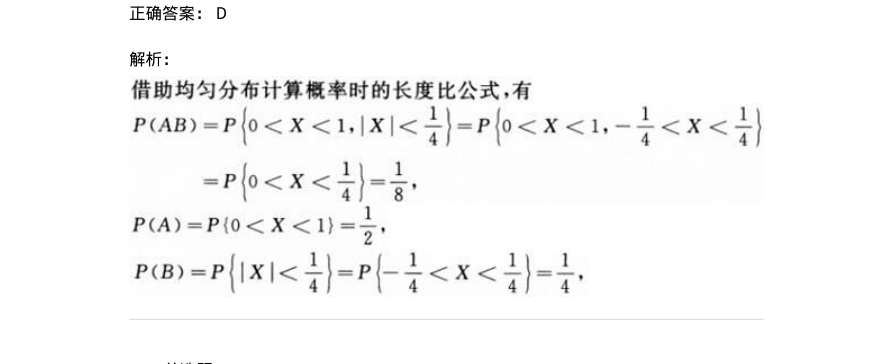 正确答案： D
解析：
借助均匀分布计算概率时的长度比公式,有
P(AB)=P{0<X<1,|X|<1/4}=P{0<X<1,-1/4<X<1/4}
=P{0<X<1/4}=1/8,
P(A)=P{0<X<1}=1/2,
P(B)=P{|X|<1/4}=P{-1/4<X<1/4}=1/4,